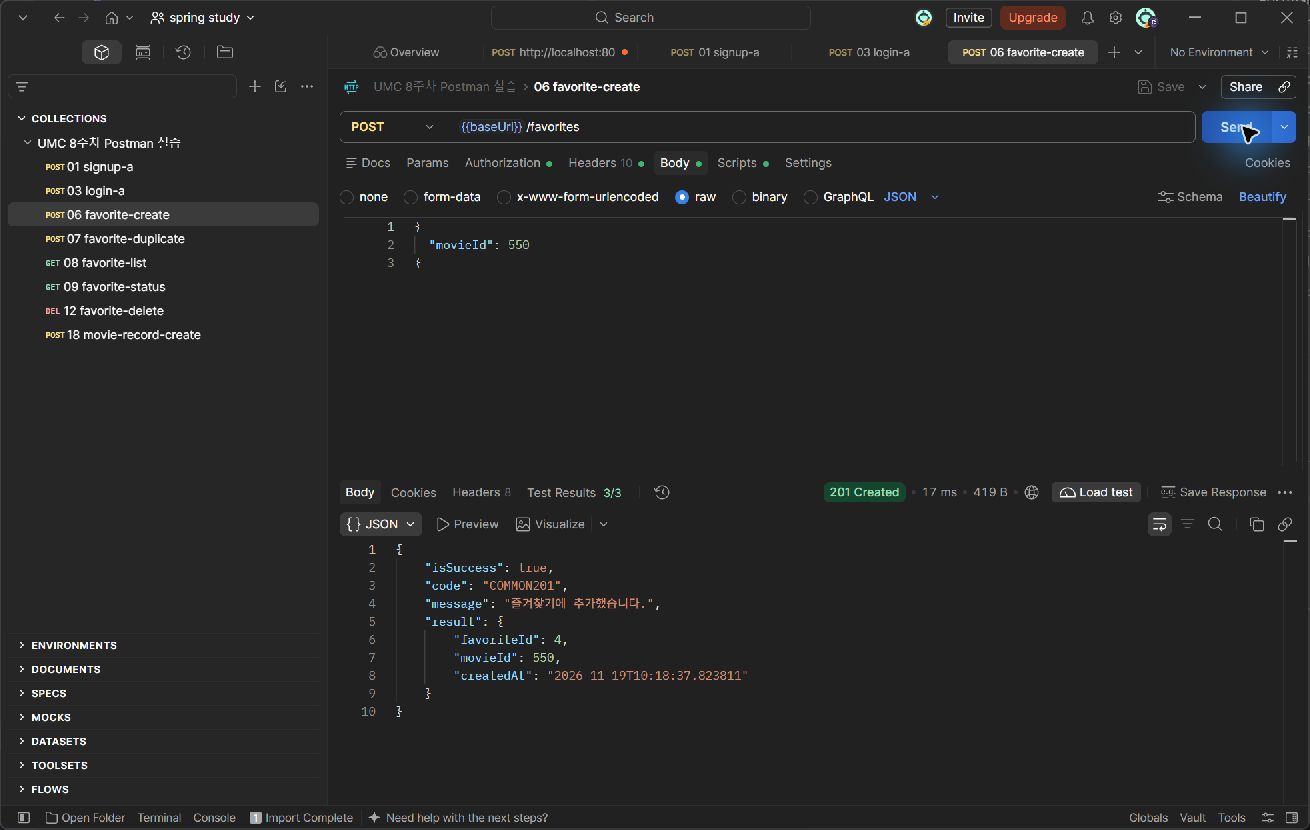 spring study
Search
Invite
Upgrade
Overview
POST http://localhost:80
POST 01 signup-a
POST 03 login-a
POST 06 favorite-create
No Environment
HTTP
UMC 8주차 Postman 실습 > 06 favorite-create
Save
Share
COLLECTIONS
UMC 8주차 Postman 실습
POST 01 signup-a
POST 03 login-a
POST 06 favorite-create
POST 07 favorite-duplicate
GET 08 favorite-list
GET 09 favorite-status
DEL 12 favorite-delete
POST 18 movie-record-create
POST
{{baseUrl}} /favorites
Send
Docs
Params
Authorization
Headers 10
Body
Scripts
Settings
Cookies
none
form-data
x-www-form-urlencoded
raw
binary
GraphQL
JSON
Schema
Beautify
1 }
2 "movieId": 550
3 {
Body
Cookies
Headers 8
Test Results 3/3
201 Created
17 ms
419 B
Load test
e.g. Save Response
{} JSON
Preview
Visualize
1 {
2 "isSuccess": true,
3 "code": "COMMON201",
4 "message": "즐겨찾기에 추가했습니다.",
5 "result": {
6 "favoriteId": 4,
7 "movieId": 550,
8 "createdAt": "2026 11 19T10:18:37.823811"
9 }
10 }
ENVIRONMENTS
DOCUMENTS
SPECS
MOCKS
DATASETS
TOOLSETS
FLOWS
Open Folder
Terminal
Console
1 Import Complete
Need help with the next steps?
Globals
Vault
Tools